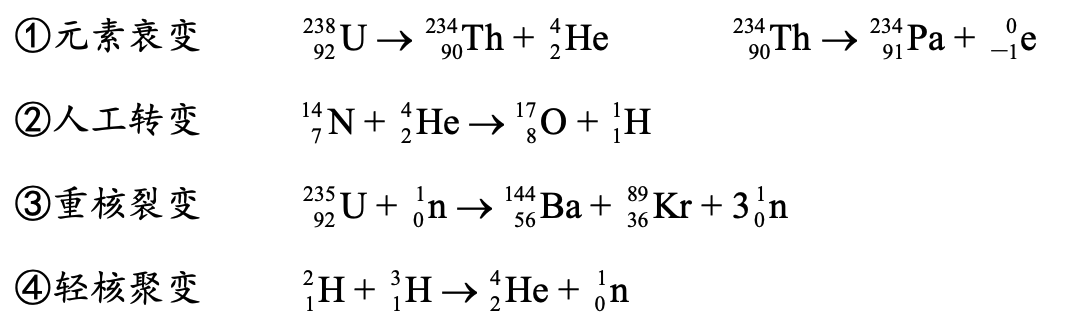 ①元素衰变 ²³⁸₉₂U → ²³⁴₉₀Th + ⁴₂He ²³⁴₉₀Th → ²³⁴₉₁Pa + ⁰₋₁e
②人工转变 ¹⁴₇N + ⁴₂He → ¹⁷₈O + ¹₁H
③重核裂变 ²³⁵₉₂U + ¹₀n → ¹⁴⁴₅₆Ba + ⁸⁹₃₆Kr + 3¹₀n
④轻核聚变 ²₁H + ³₁H → ⁴₂He + ¹₀n